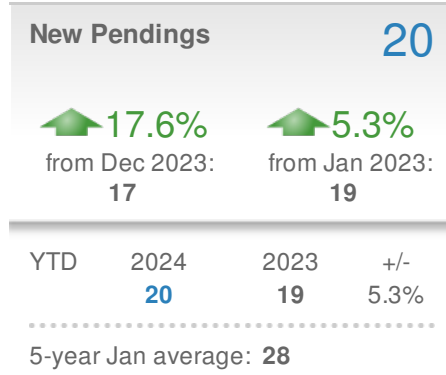 New Pendings 20
17.6% 5.3%
from Dec 2023: from Jan 2023:
17 19
YTD 2024 2023 +/-
20 19 5.3%
5-year Jan average: 28